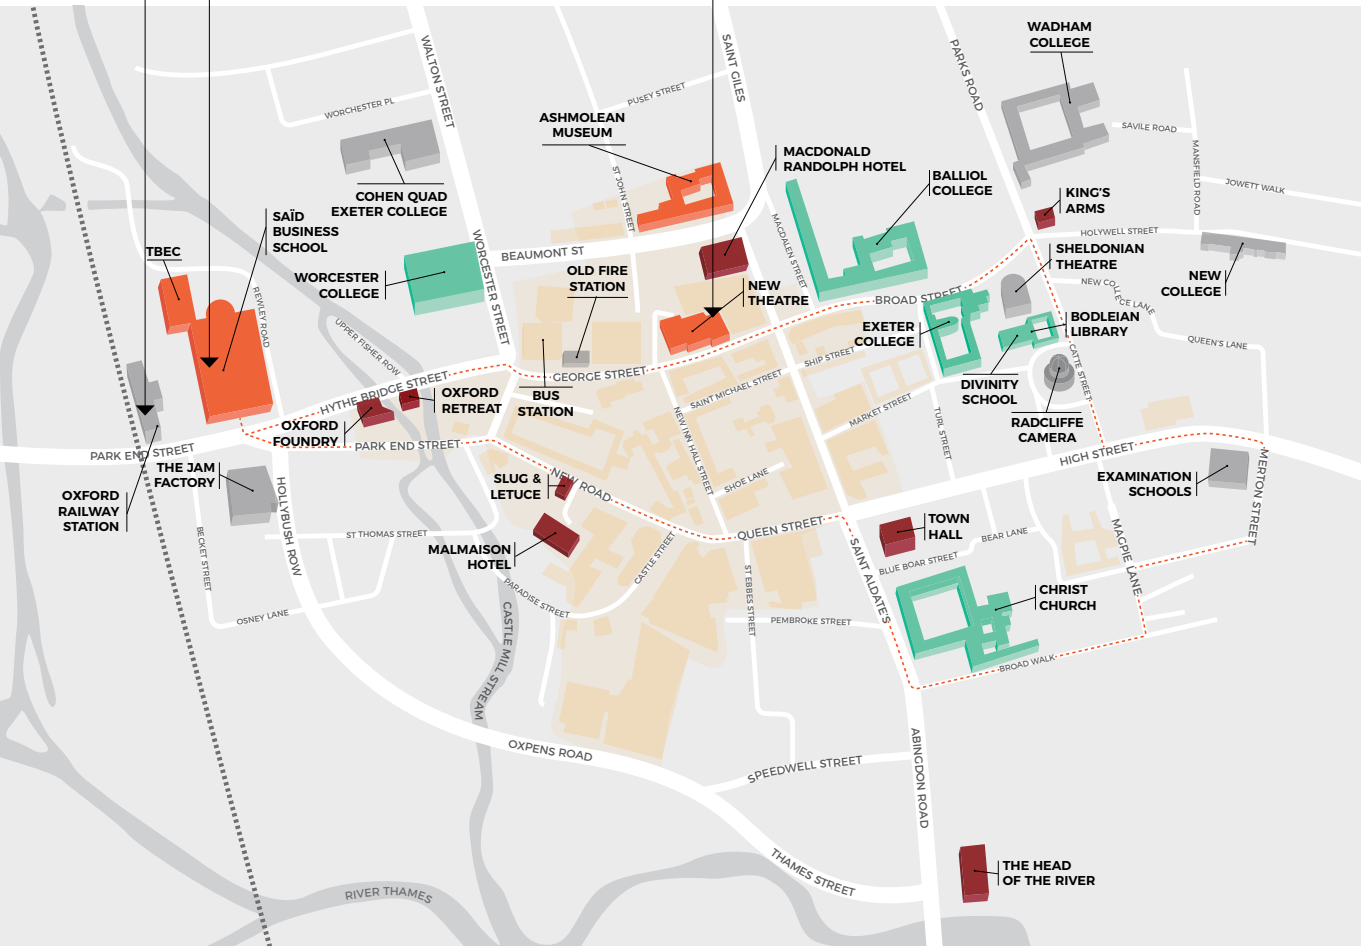 WADHAM
COLLEGE
WALTON STREET
SAINT GILES
PARKS ROAD
WORCHESTER PL
PUSEY STREET
ASHMOLEAN
MUSEUM
SAVILE ROAD
MANSFIELD ROAD
JOWETT WALK
MACDONALD
RANDOLPH HOTEL
BALLIOL
COLLEGE
ST JOHN STREET
COHEN QUAD
EXETER COLLEGE
KING'S
ARMS
SAÏD
BUSINESS
SCHOOL
TBEC
MAGDALEN STREET
HOLYWELL STREET
WORCESTER STREET
BEAUMONT ST
SHELDONIAN
THEATRE
WORCESTER
COLLEGE
OLD FIRE
STATION
NEW
THEATRE
NEW
COLLEGE
NEW COLLEGE LANE
BROAD STREET
REWLEY ROAD
UPPER FISHER ROW
EXETER
COLLEGE
BODLEIAN
LIBRARY
QUEEN'S LANE
SHIP STREET
CATTE STREET
HYTHE BRIDGE STREET
GEORGE STREET
SAINT MICHAEL STREET
DIVINITY
SCHOOL
OXFORD
RETREAT
BUS
STATION
MARKET STREET
TURL STREET
RADCLIFFE
CAMERA
OXFORD
FOUNDRY
PARK END STREET
NEW INN HALL STREET
PARK END STREET
HIGH STREET
THE JAM
FACTORY
SLUG &
LETUCE
NEW ROAD
SHOE LANE
EXAMINATION
SCHOOLS
MERTON STREET
OXFORD
RAILWAY
STATION
HOLLYBUSH ROW
BECKET STREET
ST THOMAS STREET
QUEEN STREET
TOWN
HALL
BEAR LANE
MAGPIE LANE
MALMAISON
HOTEL
CASTLE STREET
SAINT ALDATE'S
BLUE BOAR STREET
PARADISE STREET
ST EBBES STREET
CHRIST
CHURCH
OSNEY LANE
PEMBROKE STREET
CASTLE MILL STREAM
BROAD WALK
OXPENS ROAD
SPEEDWELL STREET
ABINGDON ROAD
THAMES STREET
THE HEAD
OF THE RIVER
RIVER THAMES